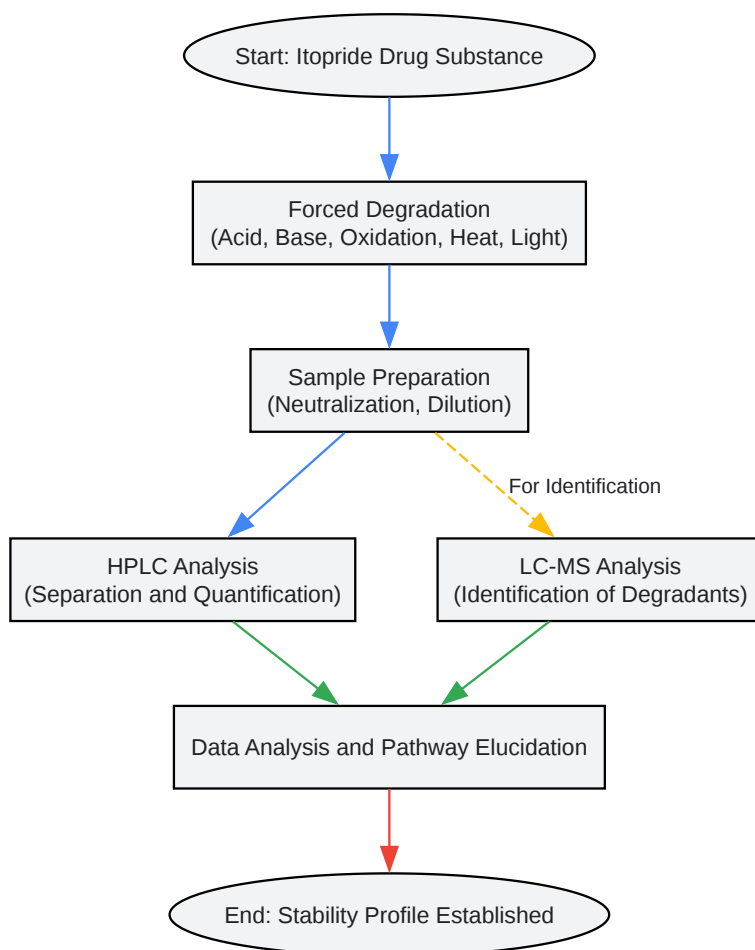 Start: Itopride Drug Substance
Forced Degradation
(Acid, Base, Oxidation, Heat, Light)
Sample Preparation
(Neutralization, Dilution)
For Identification
HPLC Analysis
(Separation and Quantification)
LC-MS Analysis
(Identification of Degradants)
Data Analysis and Pathway Elucidation
End: Stability Profile Established